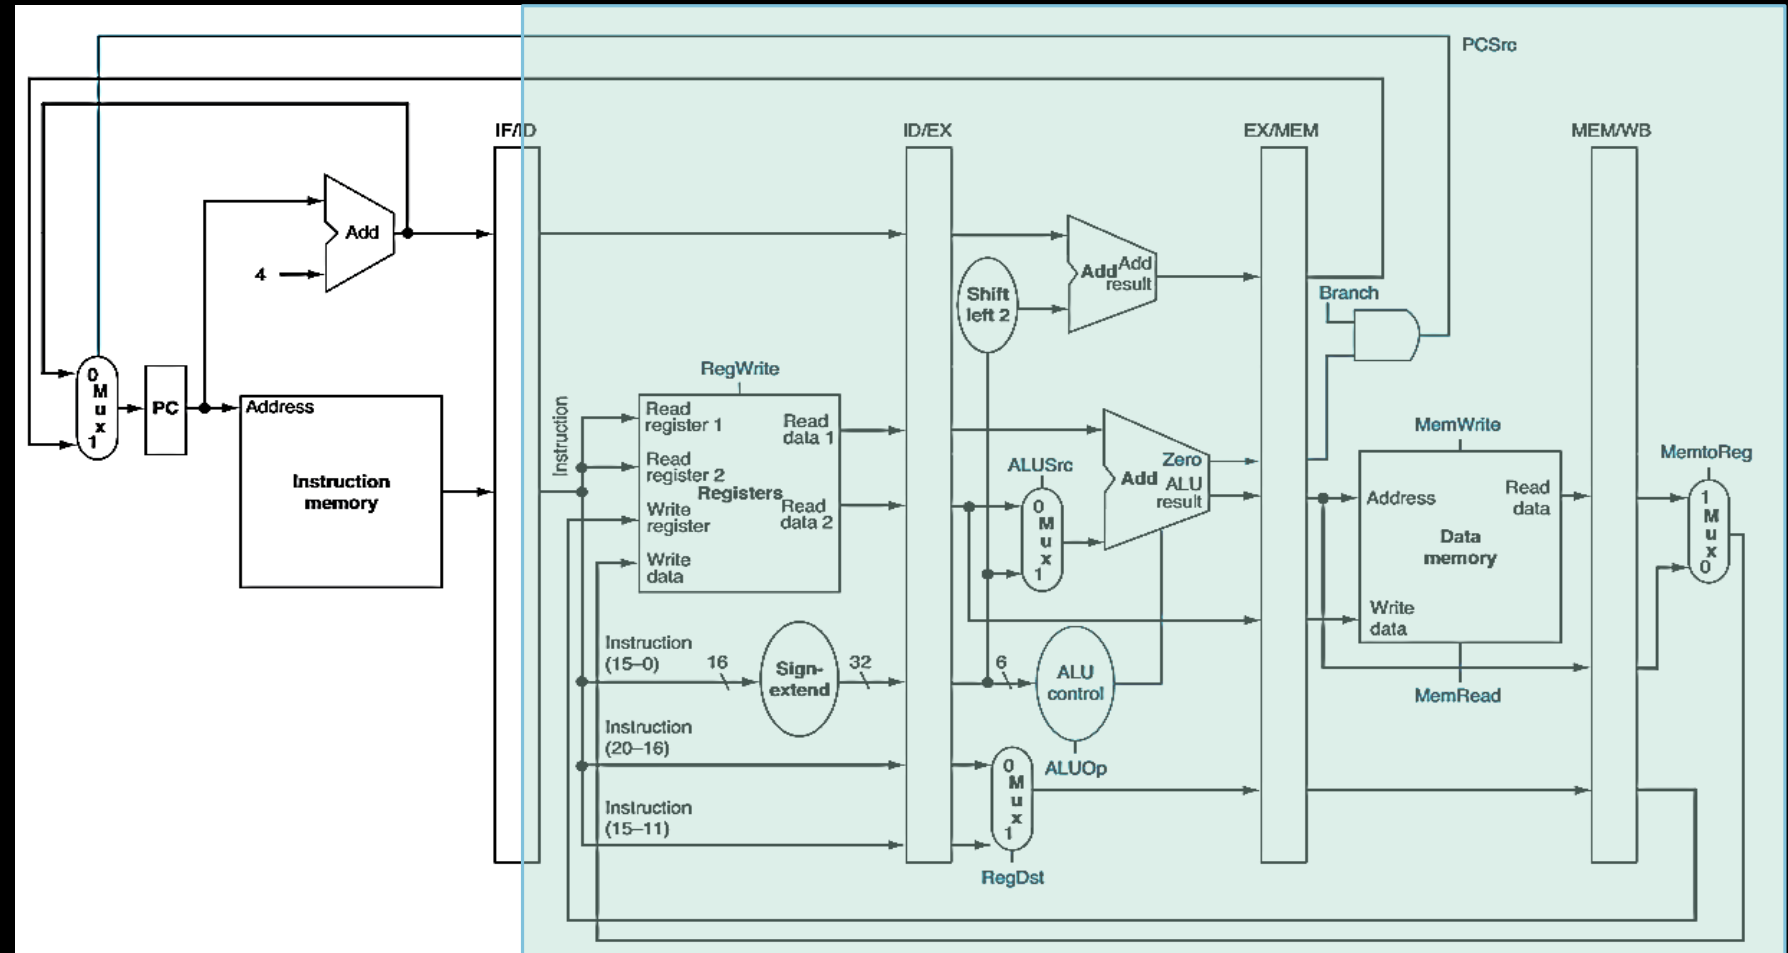 PCSrc
IF/ID
ID/EX
EX/MEM
MEM/WB
Add
4
Add
Add
result
Shift
left 2
Branch
0
M
u
x
1
PC
Address
Instruction
memory
Instruction
RegWrite
Read
register 1
Read
register 2
Write
register
Write
data
Registers
Read
data 1
Read
data 2
ALUSrc
0
M
u
x
1
Add
Zero
ALU
result
MemWrite
Address
Read
data
Data
memory
Write
data
MemRead
MemtoReg
1
M
u
x
0
Instruction
(15–0)
16
Sign-
extend
32
6
ALU
control
ALUOp
Instruction
(20–16)
Instruction
(15–11)
0
M
u
x
1
RegDst